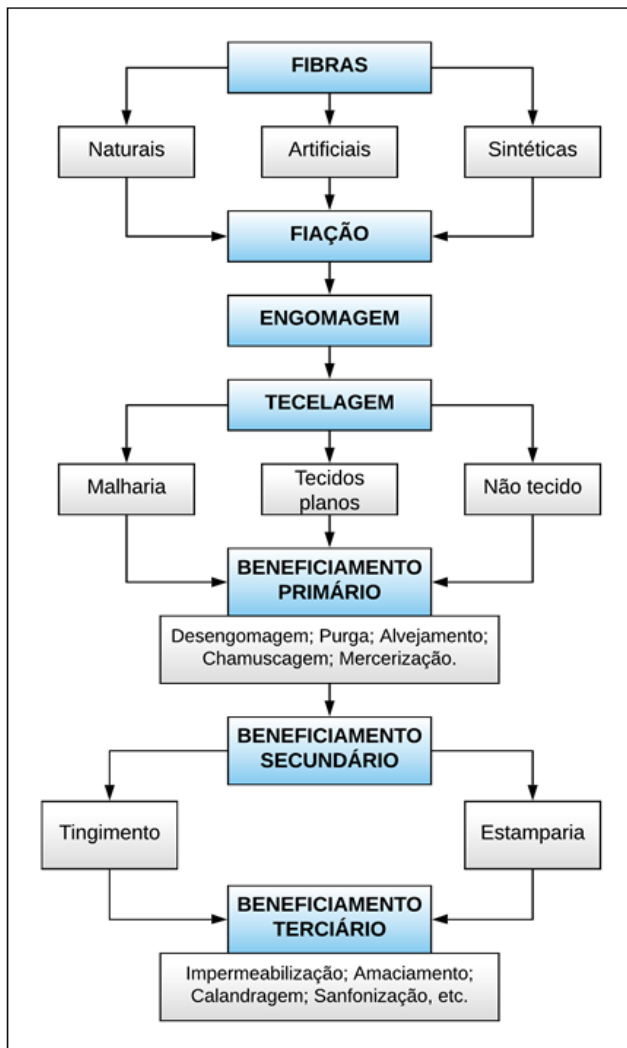 FIBRAS
Naturais
Artificiais
Sintéticas
FIAÇÃO
ENGOMAGEM
TECELAGEM
Malharia
Tecidos
planos
Não tecido
BENEFICIAMENTO
PRIMÁRIO
Desengomagem; Purga; Alvejamento;
Chamuscagem; Mercerização.
BENEFICIAMENTO
SECUNDÁRIO
Tingimento
Estamparia
BENEFICIAMENTO
TERCIÁRIO
Impermeabilização; Amaciamento;
Calandragem; Sanfonização, etc.